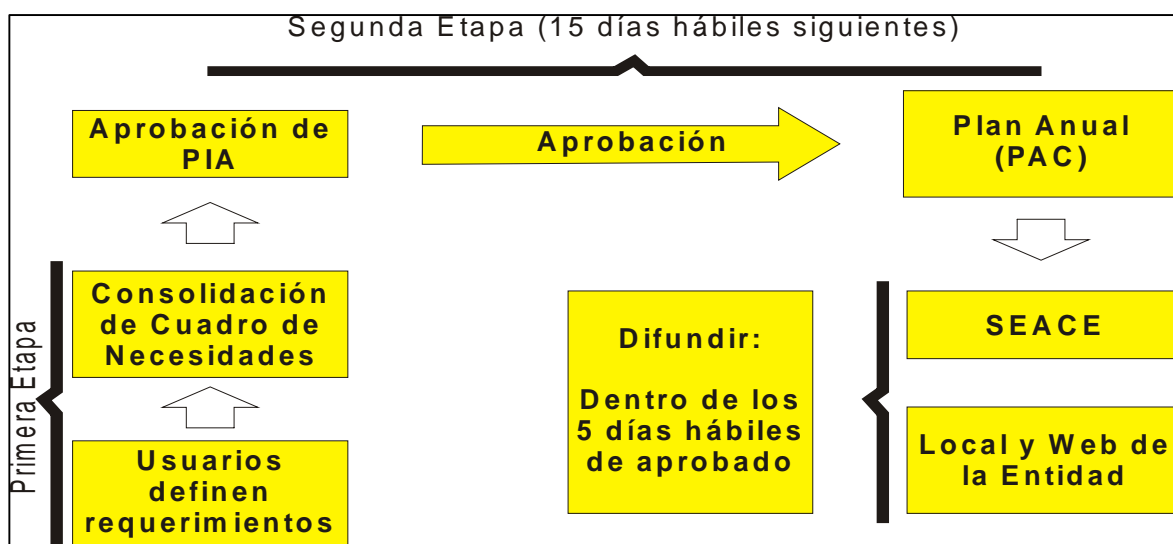 Segunda Etapa (15 días hábiles siguientes)
Aprobación de
PIA
Aprobación
Plan Anual
(PAC)
Primera Etapa
Consolidación
de Cuadro de
Necesidades
Usuarios
definen
requerimientos
Difundir:
Dentro de los
5 días hábiles
de aprobado
SEACE
Local y Web de
la Entidad